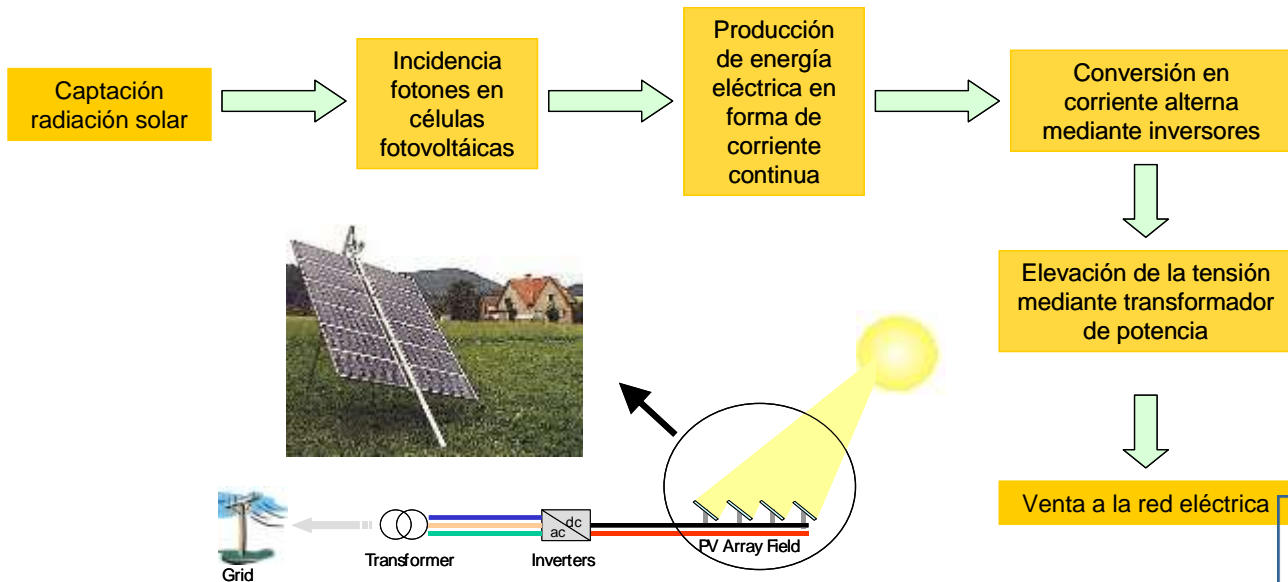 Captación
radiación solar
Incidencia
fotones en
células
fotovoltáicas
Producción
de energía
eléctrica en
forma de
corriente
continua
Conversión en
corriente alterna
mediante inversores
Elevación de la tensión
mediante transformador
de potencia
Venta a la red eléctrica
dc
ac
PV Array Field
Inverters
Transformer
Grid